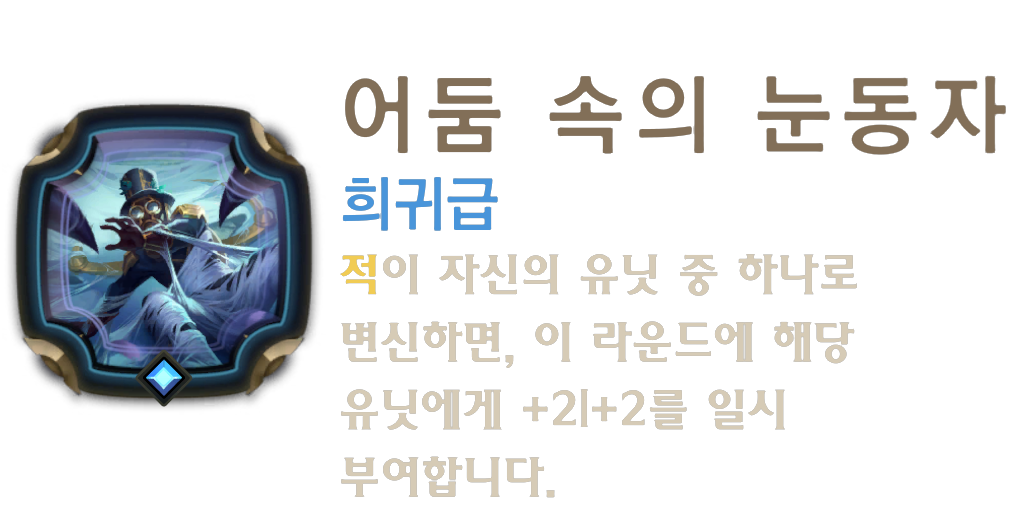 어둠 속의 눈동자
희귀급
적이 자신의 유닛 중 하나로
변신하면, 이 라운드에 해당
유닛에게 +2|+2를 일시
부여합니다.